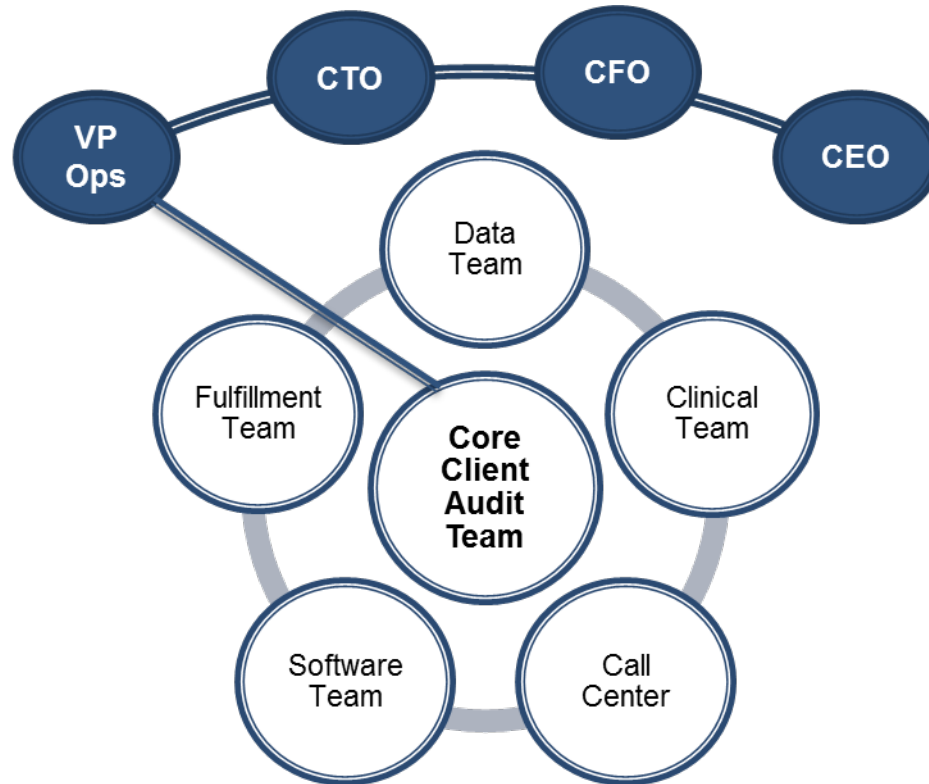 CTO
CFO
VP
Ops
CEO
Data
Team
Fulfillment
Team
Clinical
Team
Core
Client
Audit
Team
Software
Team
Call
Center